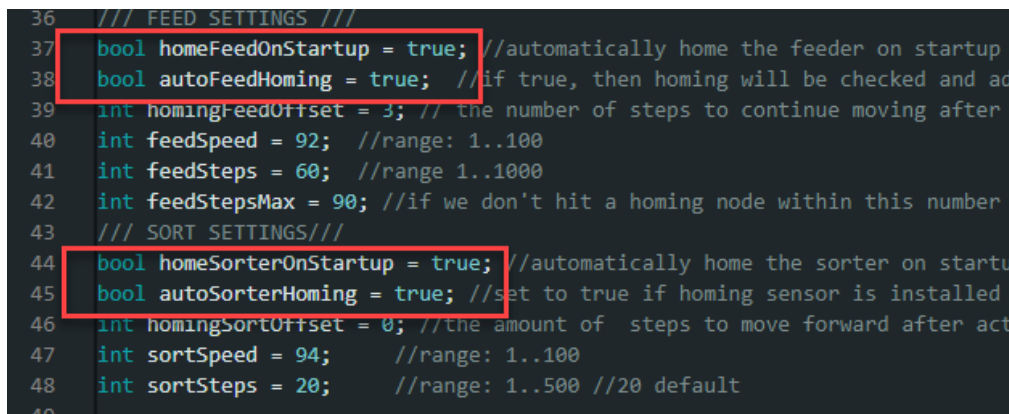 36 /// FEED SETTINGS ///
37 bool homeFeedOnStartup = true; //automatically home the feeder on startup
38 bool autoFeedHoming = true; //if true, then homing will be checked and
39 int homingFeedOffset = 3; // the number of steps to continue moving after
40 int feedSpeed = 92; //range: 1..100
41 int feedSteps = 60; //range 1..1000
42 int feedStepsMax = 90; //if we don't hit a homing node within this number
43 /// SORT SETTINGS///
44 bool homeSorterOnStartup = true; //automatically home the sorter on
45 bool autoSorterHoming = true; //set to true if homing sensor is installed
46 int homingSortOffset = 0; //the amount of steps to move forward after
47 int sortSpeed = 94; //range: 1..100
48 int sortSteps = 20; //range: 1..500 //20 default